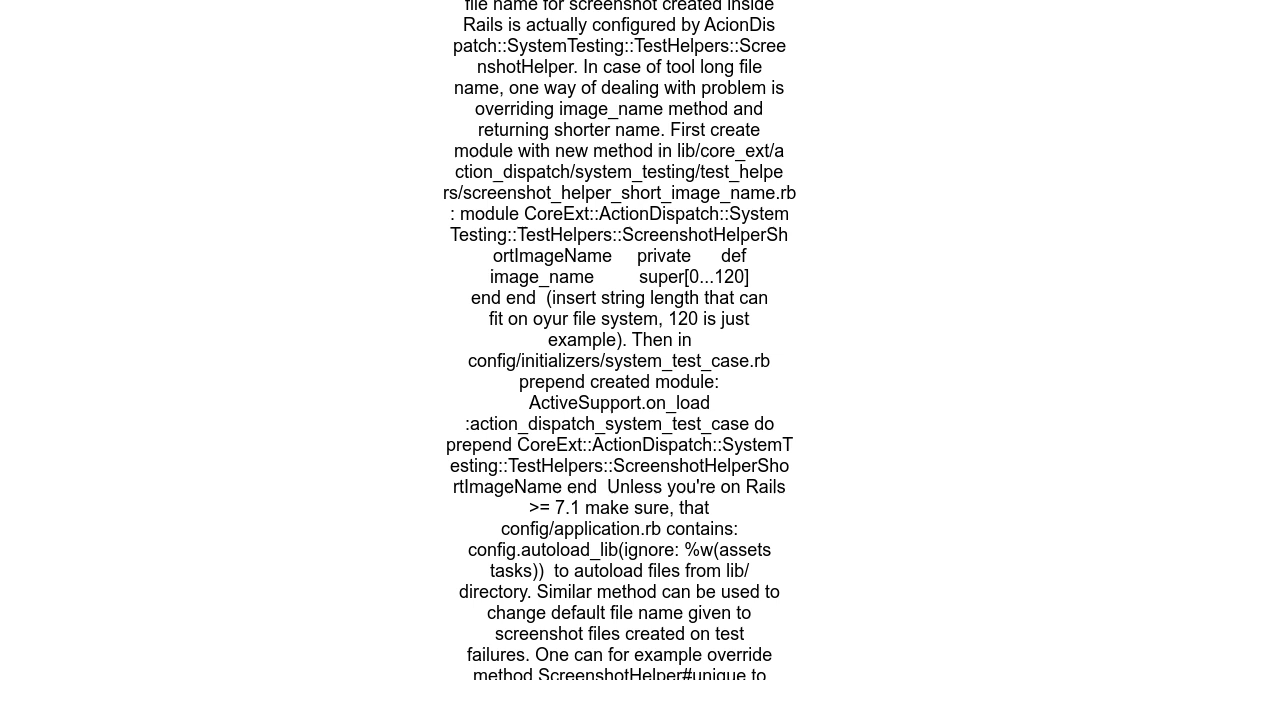 file name for screenshot created inside
Rails is actually configured by AcionDis
patch::SystemTesting::TestHelpers::Scree
nshotHelper. In case of tool long file
name, one way of dealing with problem is
overriding image_name method and
returning shorter name. First create
module with new method in lib/core_ext/a
ction_dispatch/system_testing/test_helpe
rs/screenshot_helper_short_image_name.rb
: module CoreExt::ActionDispatch::System
Testing::TestHelpers::ScreenshotHelperSh
ortImageName     private      def
image_name         super[0...120]
end end  (insert string length that can
fit on oyur file system, 120 is just
example). Then in
config/initializers/system_test_case.rb
prepend created module:
ActiveSupport.on_load
:action_dispatch_system_test_case do
prepend CoreExt::ActionDispatch::SystemT
esting::TestHelpers::ScreenshotHelperSho
rtImageName end  Unless you're on Rails
>= 7.1 make sure, that
config/application.rb contains:
config.autoload_lib(ignore: %w(assets
tasks))  to autoload files from lib/
directory. Similar method can be used to
change default file name given to
screenshot files created on test
failures. One can for example override
method ScreenshotHelper#unique to